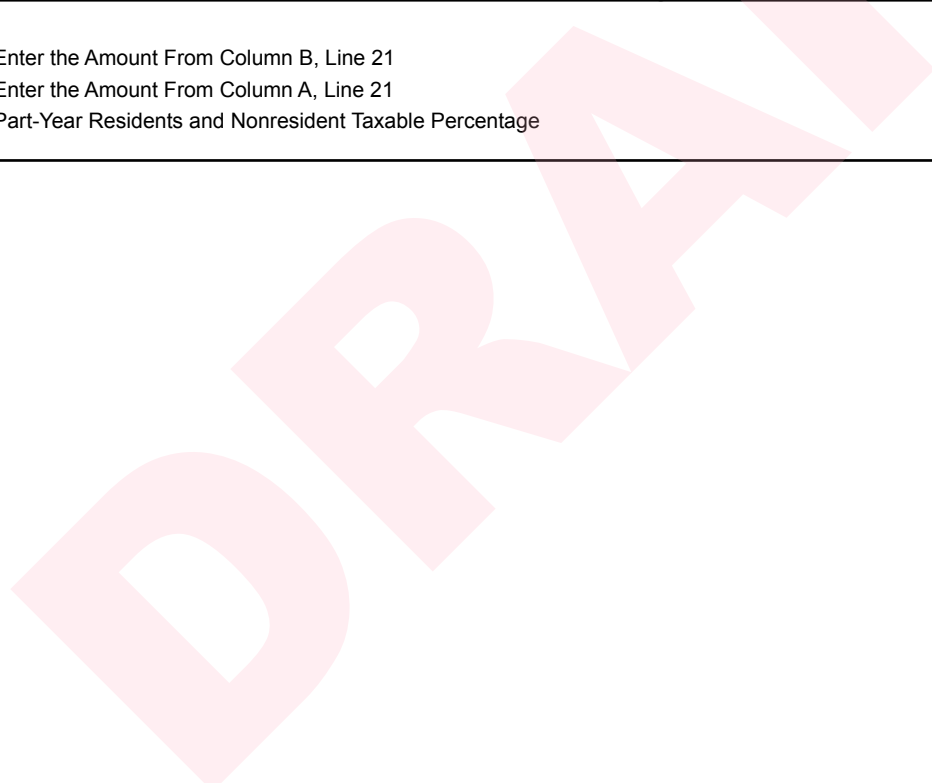 Enter the Amount From Column B, Line 21
Enter the Amount From Column A, Line 21
Part-Year Residents and Nonresident Taxable Percentage